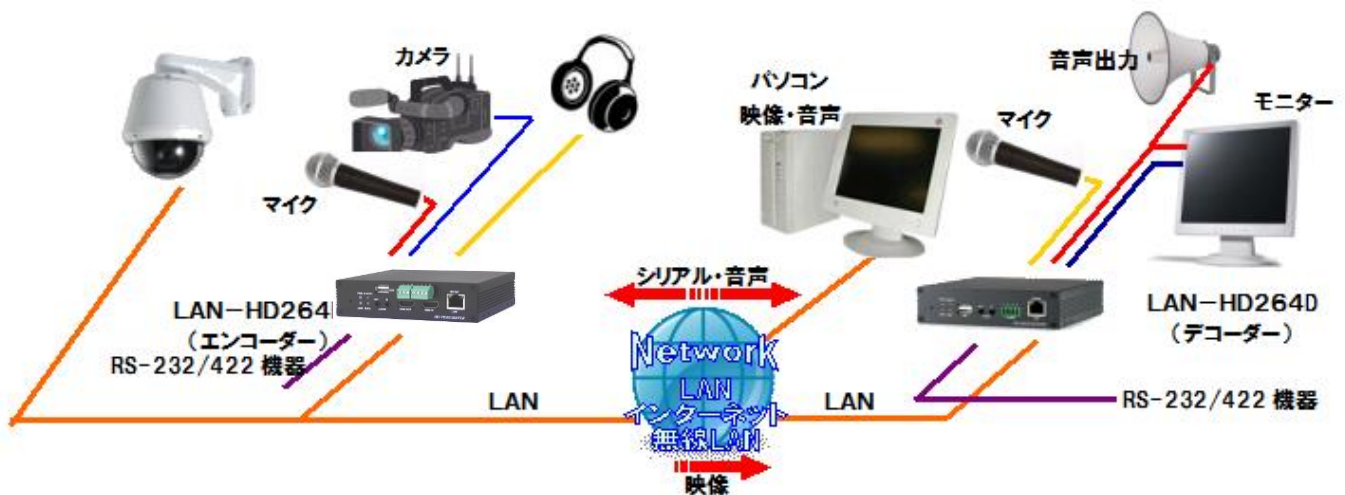 カメラ
マイク
LAN-HD264
(エンコーダー)
RS-232/422 機器
LAN
シリアル・音声
Network
LAN
インターネット
無線LAN
映像
パソコン
映像・音声
マイク
音声出力
モニター
LAN-HD264D
(デコーダー)
LAN
RS-232/422 機器